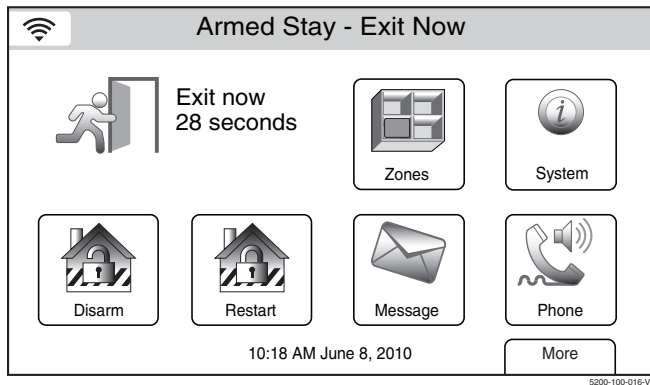 Armed Stay - Exit Now
Exit now
28 seconds
Zones
System
Disarm
Restart
Message
Phone
10:18 AM June 8, 2010
More
5200-100-016-V